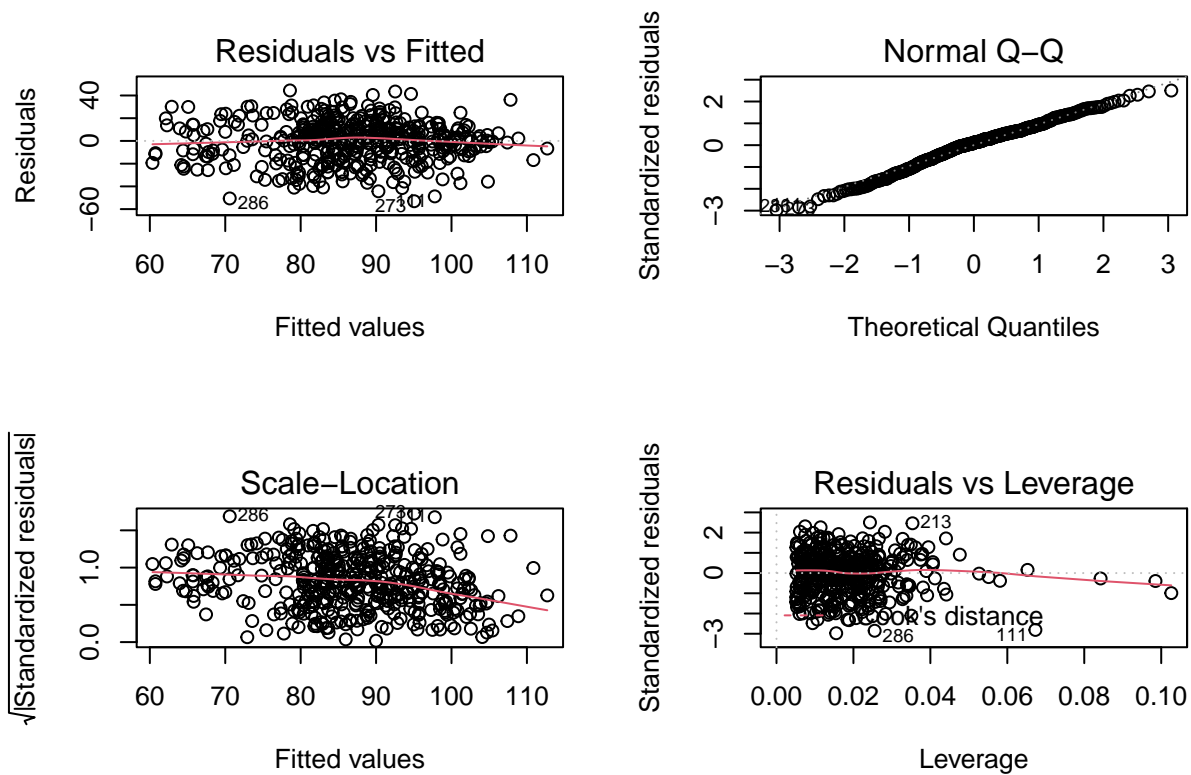 Residuals vs Fitted
Residuals
40
0
−60
286
273
60 70 80 90 100 110
Fitted values
Normal Q−Q
Standardized residuals
2
0
−3
−3 −2 −1 0 1 2 3
Theoretical Quantiles
Scale−Location
√|Standardized residuals|
1.0
0.0
286
273
60 70 80 90 100 110
Fitted values
Residuals vs Leverage
Standardized residuals
2
0
−3
213
Cook's distance
286
111
0.00 0.02 0.04 0.06 0.08 0.10
Leverage